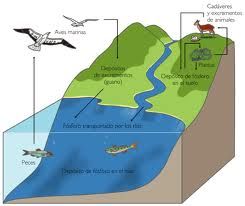 Cadáveres
y excrementos
de animales
Aves marinas
Plantas
Depósitos
de excrementos
(guano)
Depósito de fósforo
en el suelo
Fósforo transportado por los ríos
Peces
Depósito de fósforo en el mar